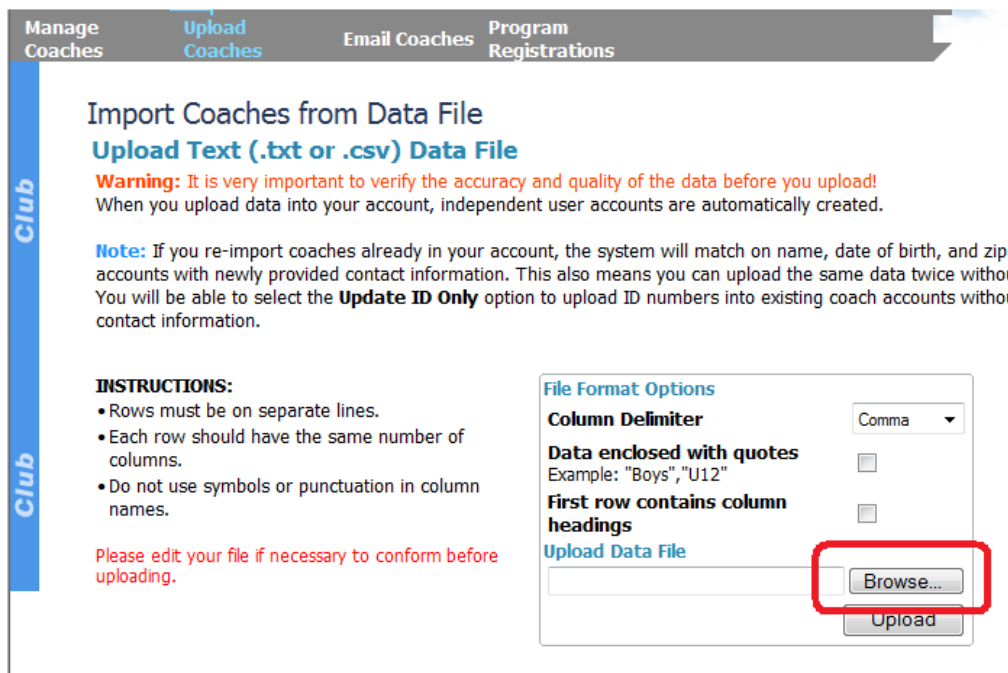 Manage Coaches
Upload Coaches
Email Coaches
Program Registrations
Club
Club
Import Coaches from Data File
Upload Text (.txt or .csv) Data File
Warning: It is very important to verify the accuracy and quality of the data before you upload!
When you upload data into your account, independent user accounts are automatically created.
Note: If you re-import coaches already in your account, the system will match on name, date of birth, and zip
accounts with newly provided contact information. This also means you can upload the same data twice withou
You will be able to select the Update ID Only option to upload ID numbers into existing coach accounts withou
contact information.
INSTRUCTIONS:
• Rows must be on separate lines.
• Each row should have the same number of
columns.
• Do not use symbols or punctuation in column
names.
Please edit your file if necessary to conform before
uploading.
File Format Options
Column Delimiter Comma
Data enclosed with quotes
Example: "Boys","U12"
First row contains column
headings
Upload Data File
Browse...
Upload